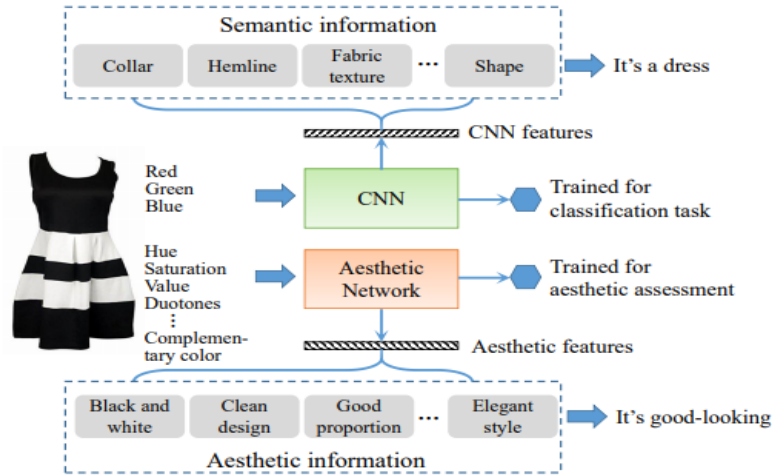 Semantic information
Collar
Hemline
Fabric
texture
...
Shape
It's a dress
CNN features
Red
Green
Blue
CNN
Trained for
classification task
Hue
Saturation
Value
Duotones
⋮
Complemen-
tary color
Aesthetic
Network
Trained for
aesthetic assessment
Aesthetic features
Black and
white
Clean
design
Good
proportion
...
Elegant
style
It's good-looking
Aesthetic information